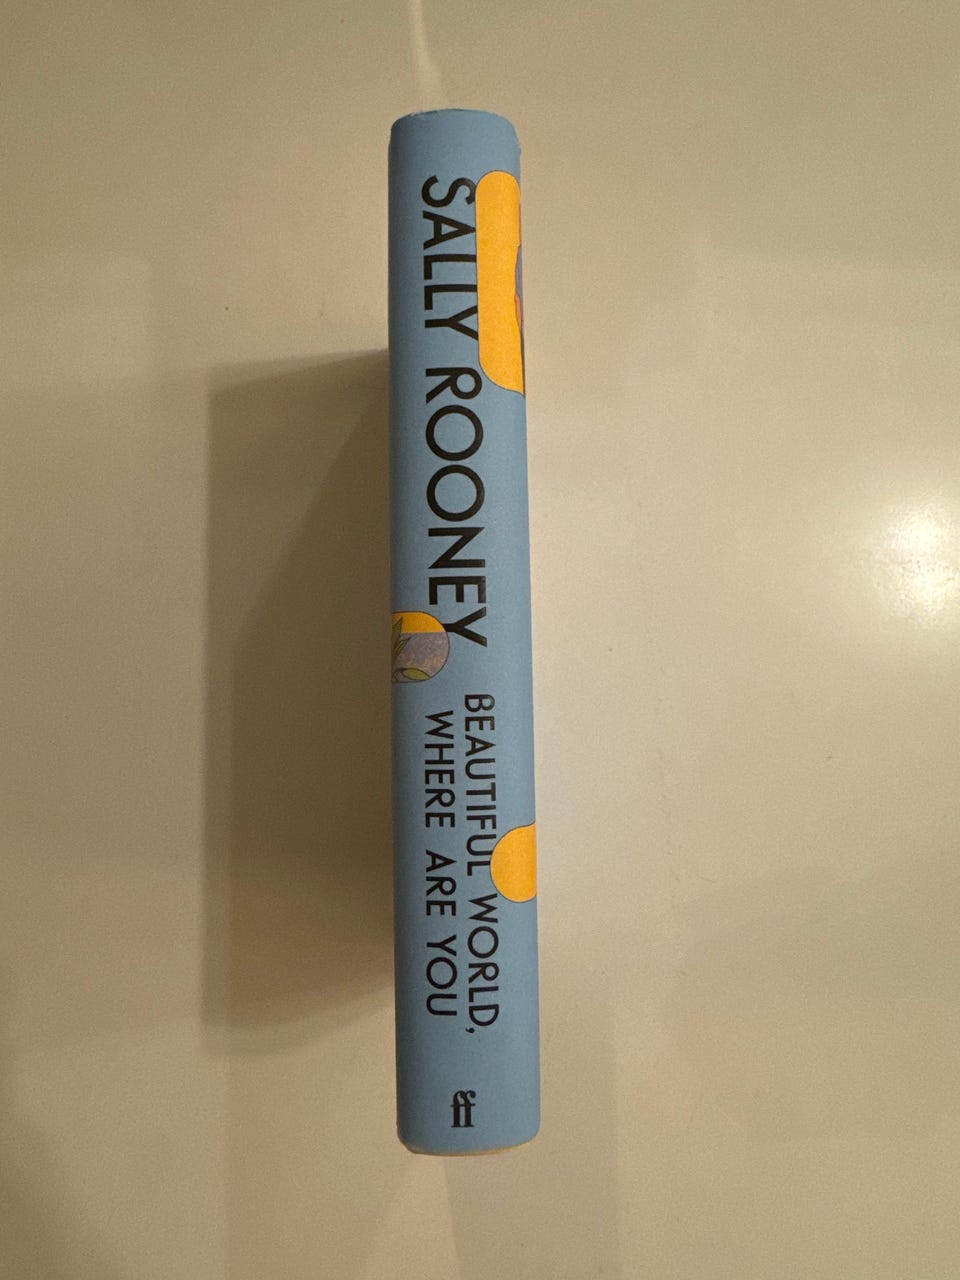 SALLY ROONEY
BEAUTIFUL WORLD,
WHERE ARE YOU
ff